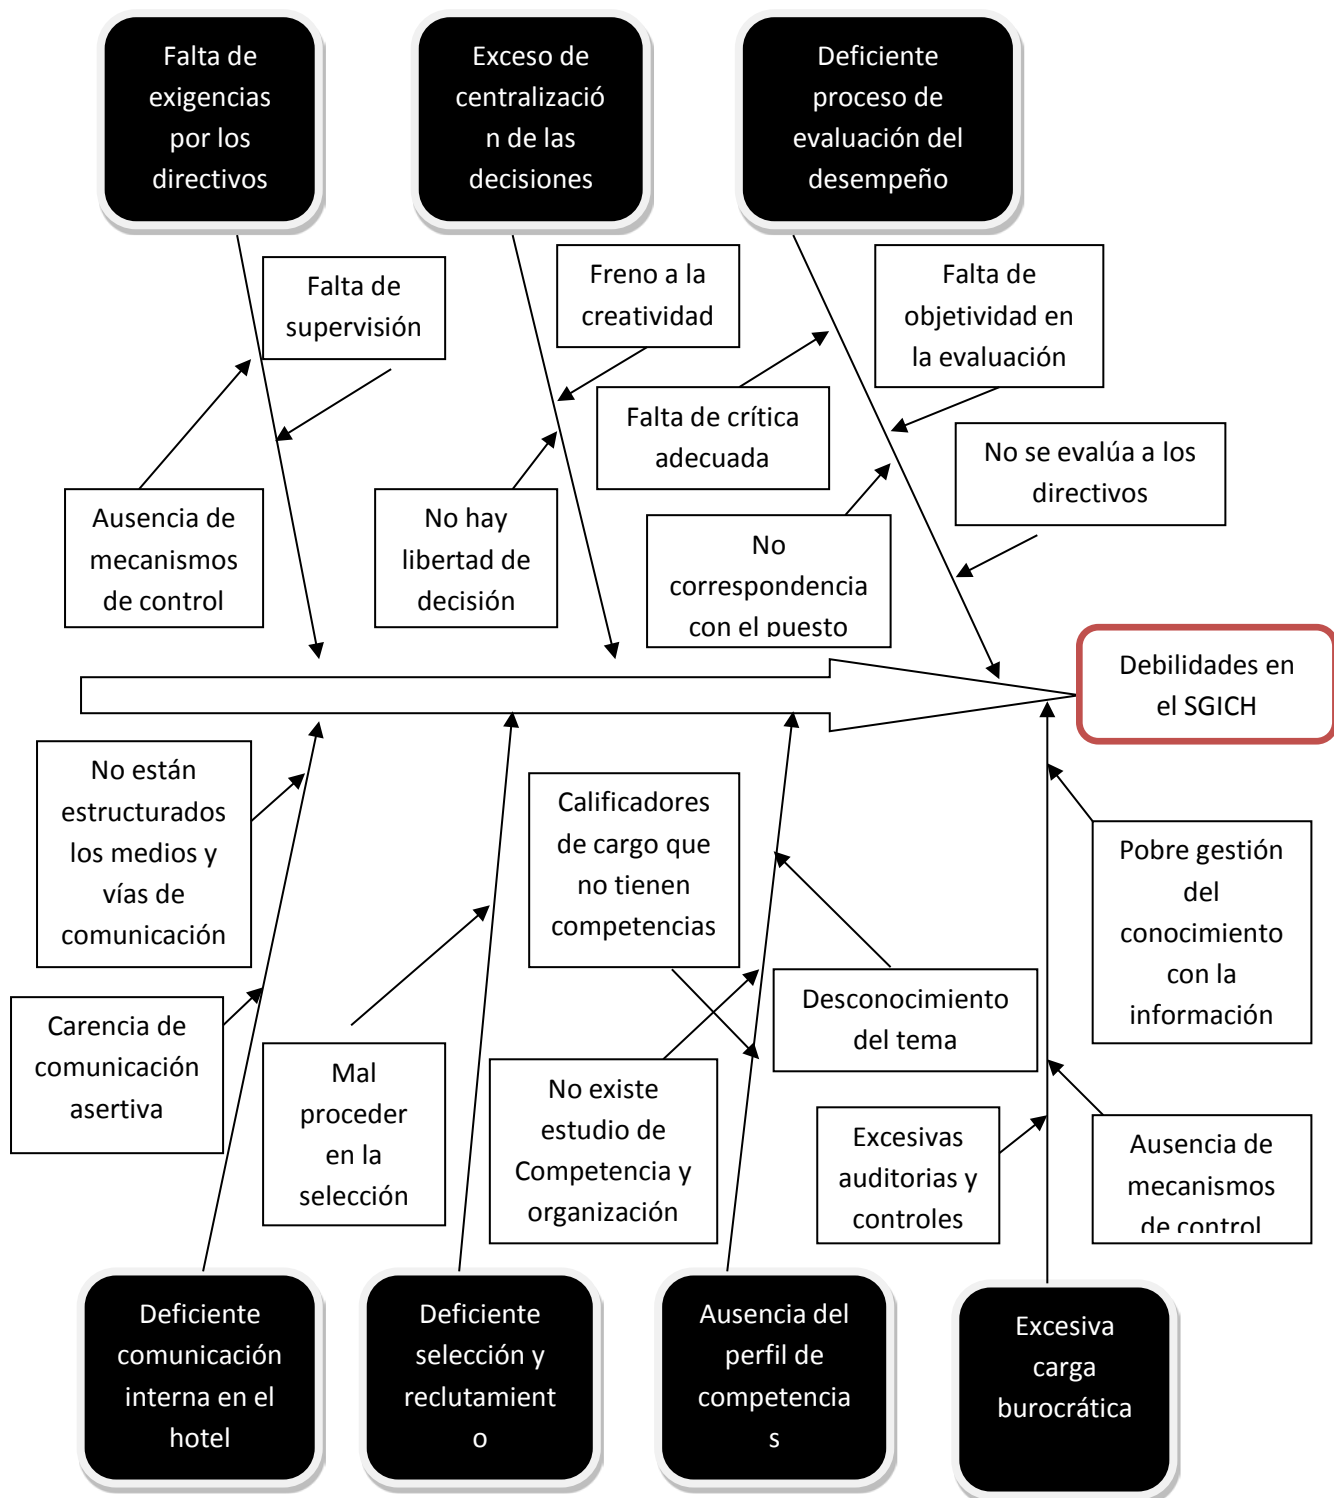 Falta de
exigencias
por los
directivos
Exceso de
centralizació
n de las
decisiones
Deficiente
proceso de
evaluación del
desempeño
Falta de
supervisión
Freno a la
creatividad
Falta de
objetividad en
la evaluación
Falta de crítica
adecuada
No se evalúa a los
directivos
Ausencia de
mecanismos
de control
No hay
libertad de
decisión
No
correspondencia
con el puesto
Debilidades en
el SGICH
No están
estructurados
los medios y
vías de
comunicación
Calificadores
de cargo que
no tienen
competencias
Pobre gestión
del
conocimiento
con la
información
Carencia de
comunicación
asertiva
Mal
proceder
en la
selección
No existe
estudio de
Competencia y
organización
Desconocimiento
del tema
Excesivas
auditorias y
controles
Ausencia de
mecanismos
de control
Deficiente
comunicación
interna en el
hotel
Deficiente
selección y
reclutamient
o
Ausencia del
perfil de
competencia
s
Excesiva
carga
burocrática